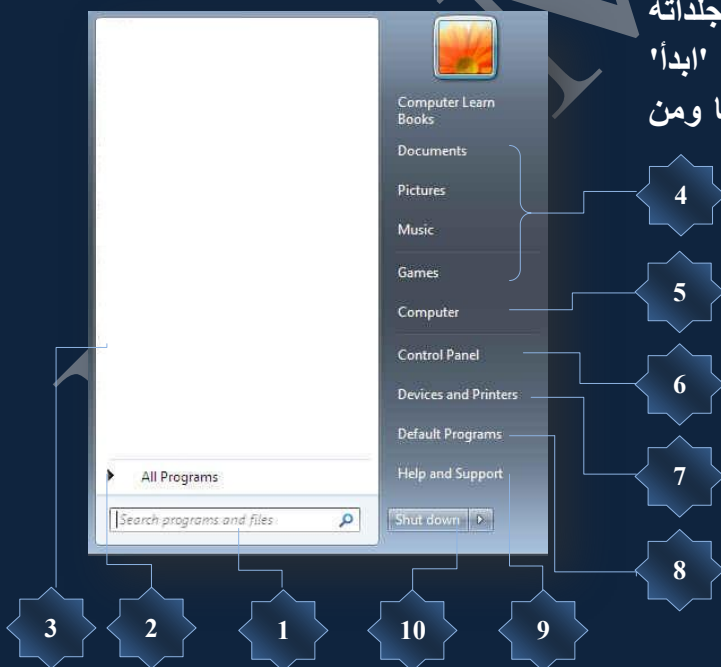 جلداته
'ابدأ'
ا ومن
Computer Learn
Books
Documents
Pictures
Music
Games
Computer
Control Panel
Devices and Printers
Default Programs
Help and Support
All Programs
Search programs and files
Shut down
4
5
6
7
8
3
2
1
10
9